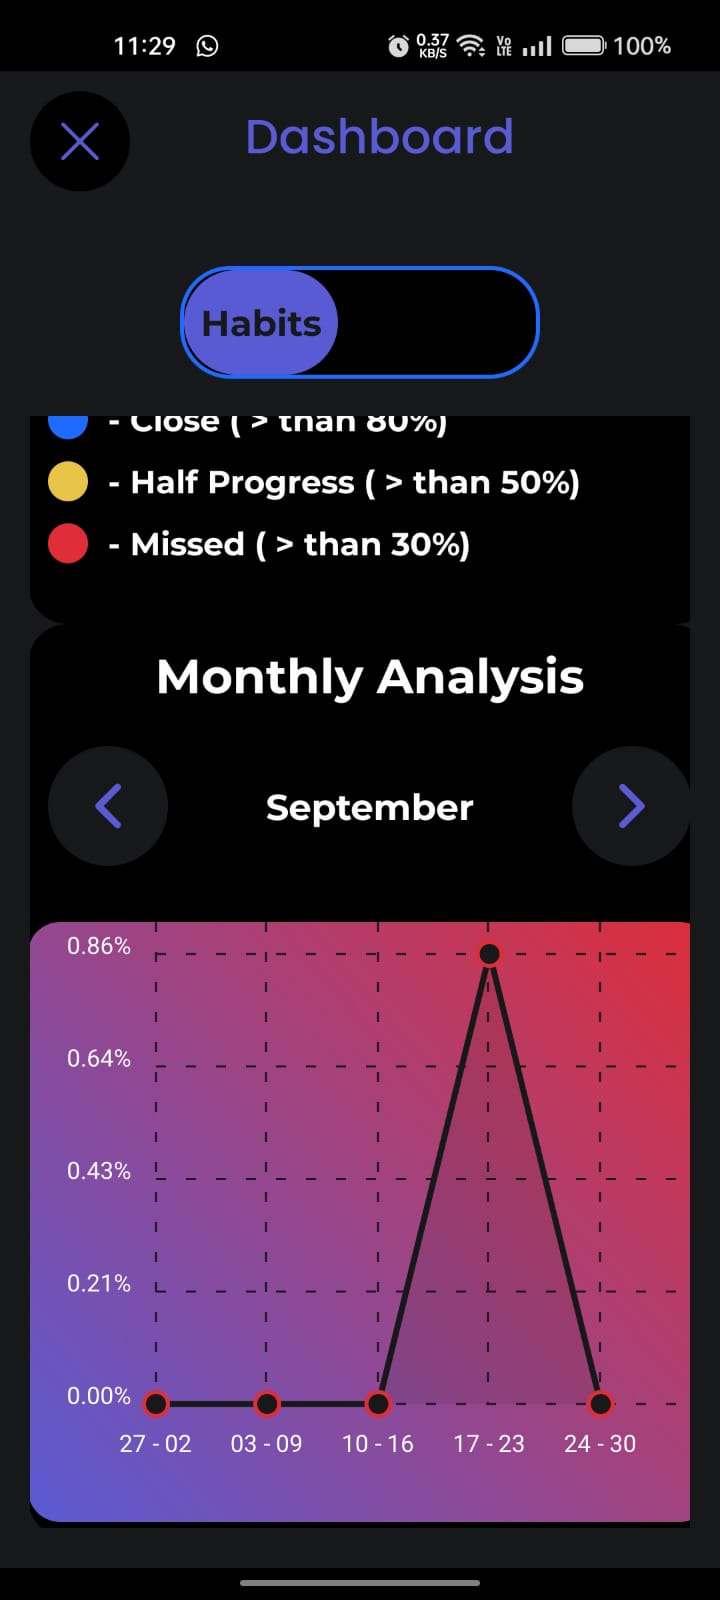 11:29 0.37 KB/S Vo LTE 100%
Dashboard
Habits
- Close ( > than 80%)
- Half Progress ( > than 50%)
- Missed ( > than 30%)
Monthly Analysis
September
0.86%
0.64%
0.43%
0.21%
0.00%
27 - 02 03 - 09 10 - 16 17 - 23 24 - 30